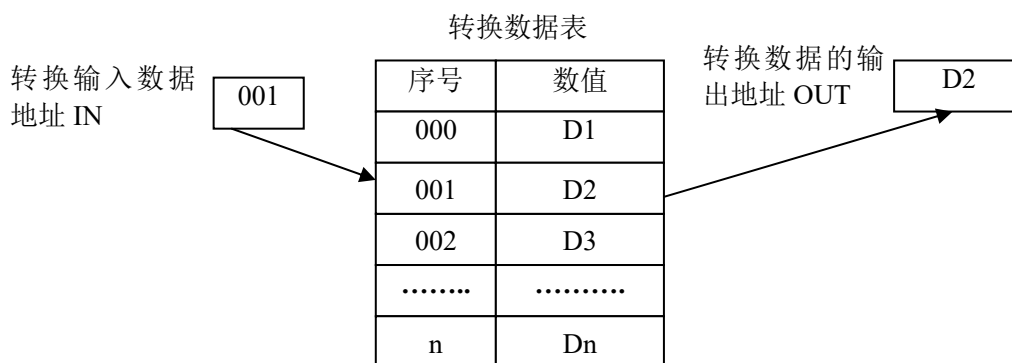 转换数据表
转换输入数据
地址 IN
001
序号 数值
000 D1
001 D2
002 D3
…….. ……….
n Dn
转换数据的输
出地址 OUT
D2